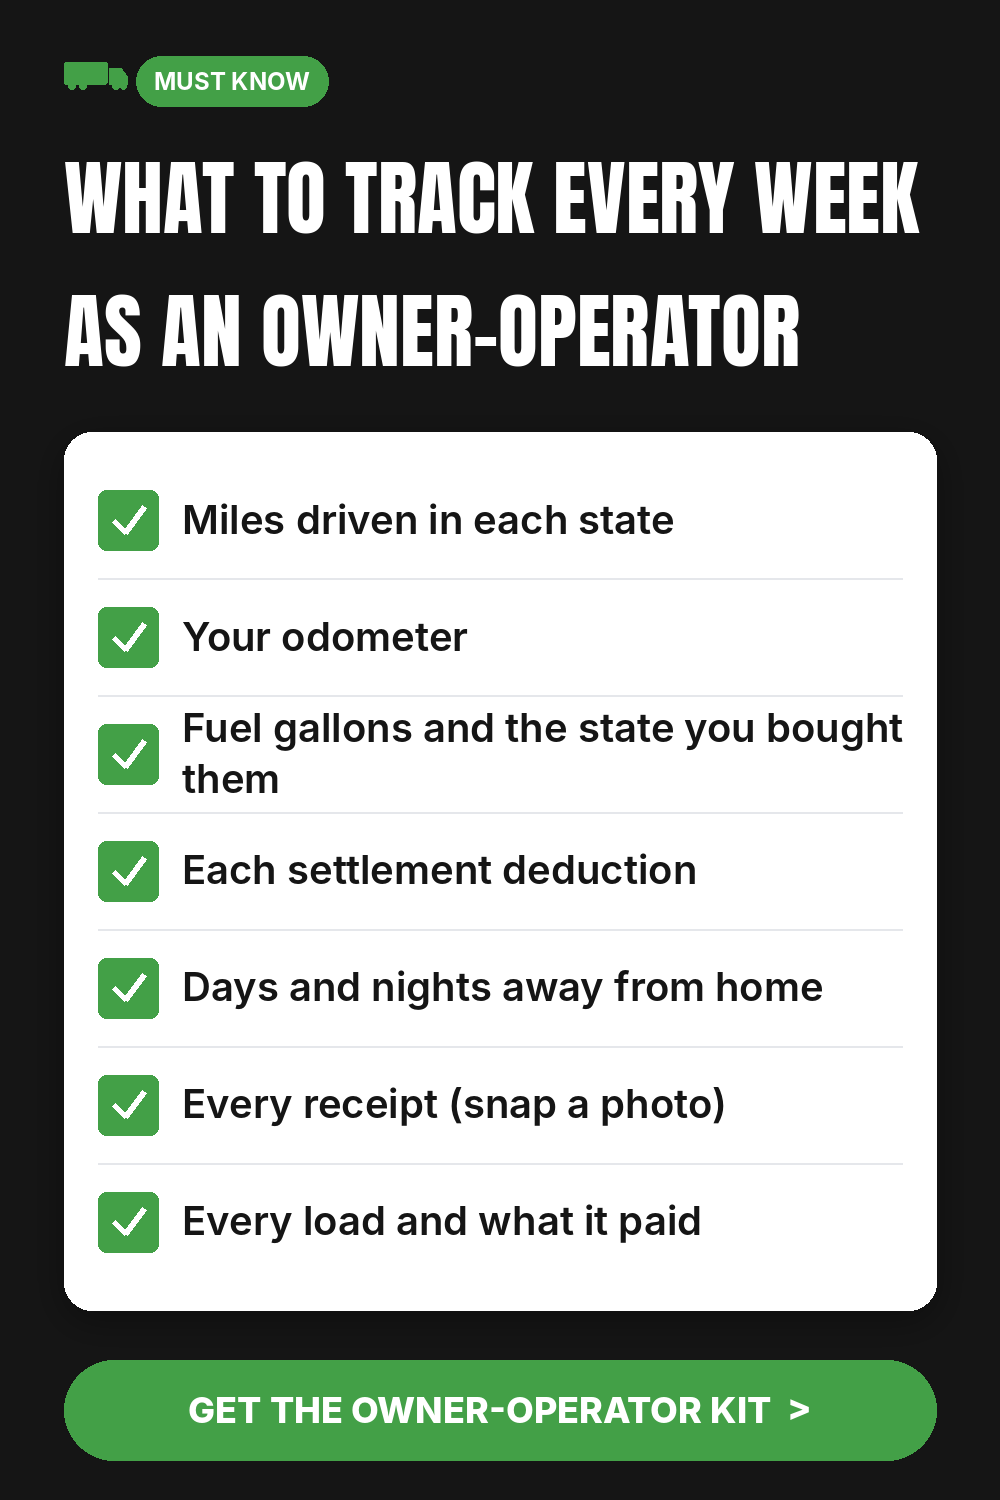 MUST KNOW
WHAT TO TRACK EVERY WEEK
AS AN OWNER-OPERATOR
Miles driven in each state
Your odometer
Fuel gallons and the state you bought
them
Each settlement deduction
Days and nights away from home
Every receipt (snap a photo)
Every load and what it paid
GET THE OWNER-OPERATOR KIT >